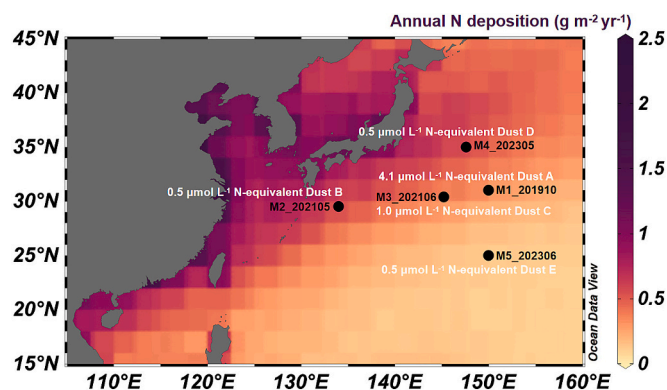 Annual N deposition (g m⁻² yr⁻¹)
45°N
40°N
35°N
30°N
25°N
20°N
15°N
0.5 μmol L⁻¹ N-equivalent Dust D
M4_202305
4.1 μmol L⁻¹ N-equivalent Dust A
0.5 μmol L⁻¹ N-equivalent Dust B
M1_201910
M3_202106
M2_202105
1.0 μmol L⁻¹ N-equivalent Dust C
M5_202306
0.5 μmol L⁻¹ N-equivalent Dust E
110°E 120°E 130°E 140°E 150°E 160°E
Ocean Data View
2.5
2
1.5
1
0.5
0